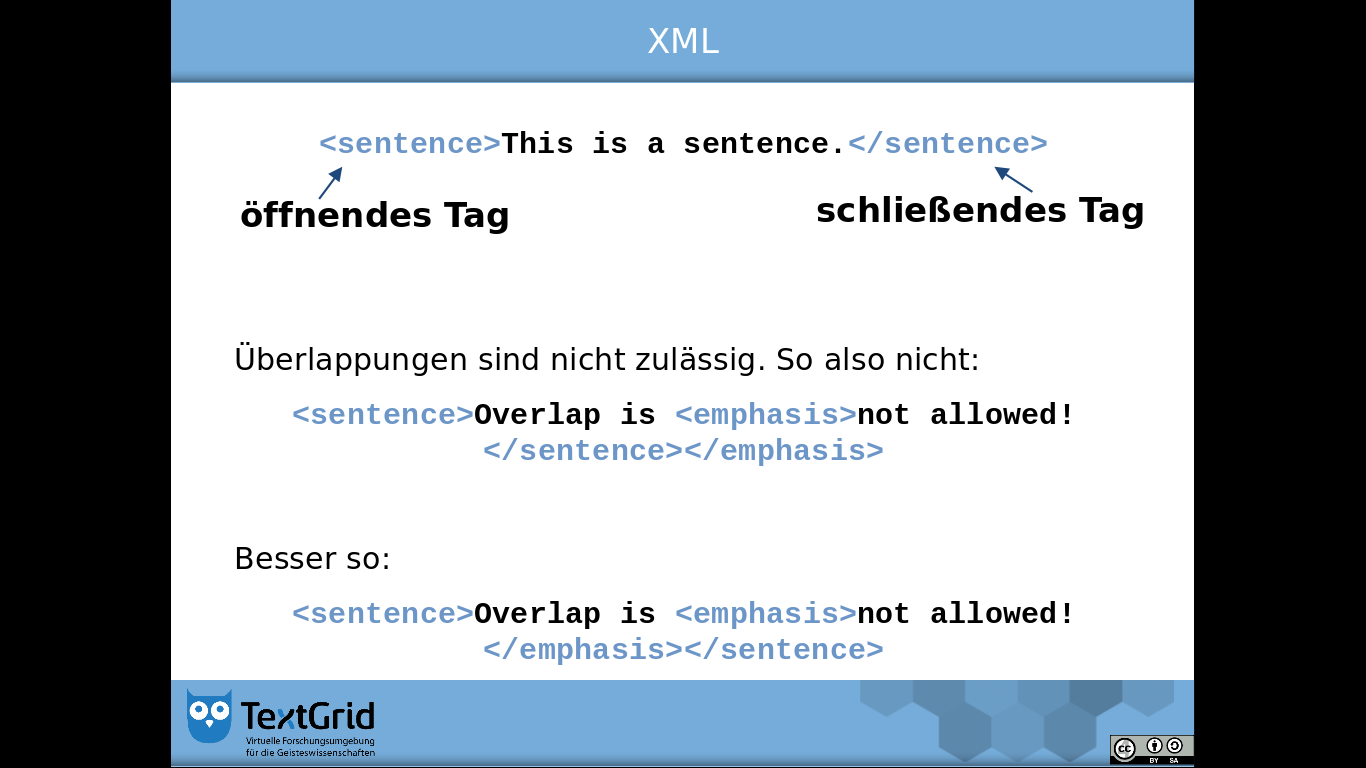 XML
<sentence>This is a sentence.</sentence>
öffnendes Tag
schließendes Tag
Überlappungen sind nicht zulässig. So also nicht:
<sentence>Overlap is <emphasis>not allowed!
</sentence></emphasis>
Besser so:
<sentence>Overlap is <emphasis>not allowed!
</emphasis></sentence>
TextGrid
Virtuelle Forschungsumgebung
für die Geisteswissenschaften
cc
BY SA